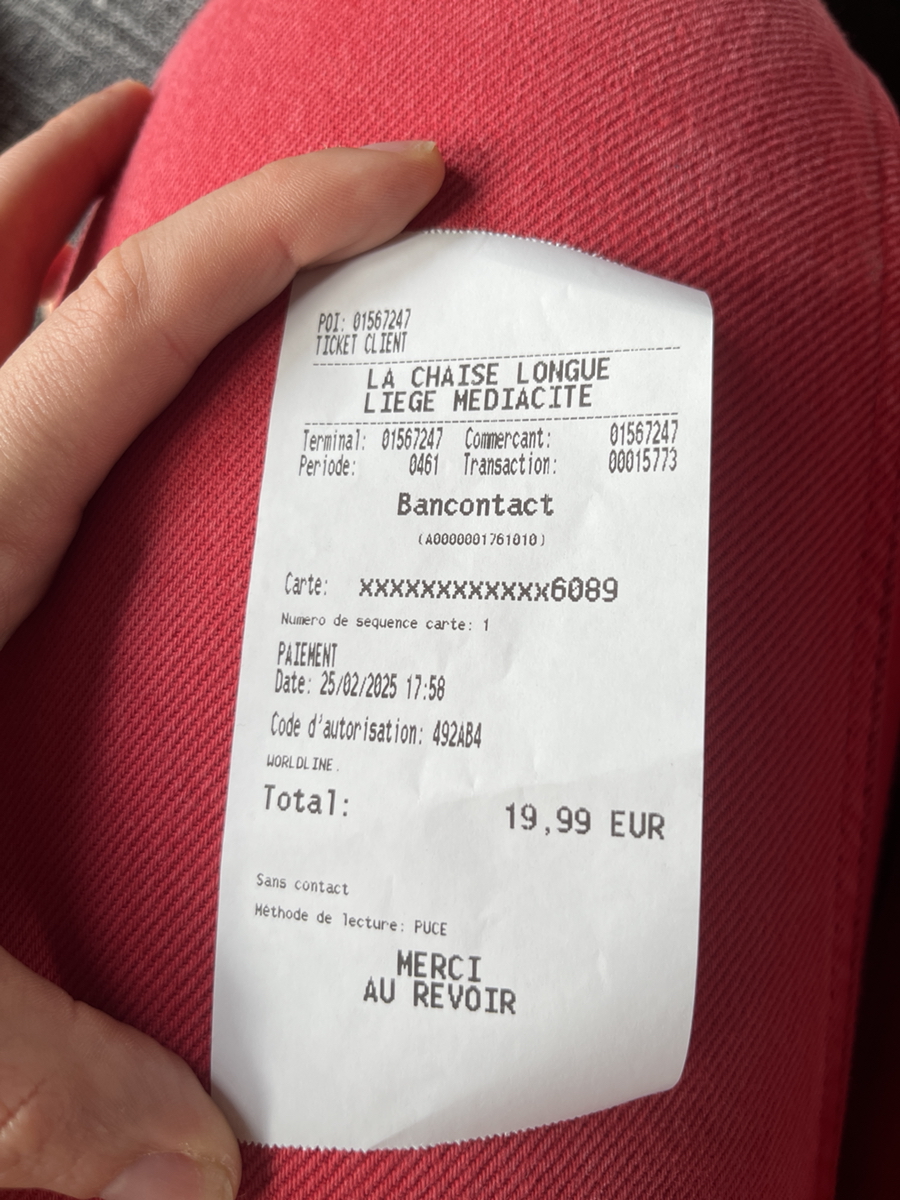 POI: 01567247
TICKET CLIENT
LA CHAISE LONGUE
LIEGE MEDIACITE
Terminal: 01567247 Commercant: 01567247
Periode: 0461 Transaction: 00015773
Bancontact
(A0000001761010)
Carte: xxxxxxxxxxxxx6089
Numero de sequence carte: 1
PAIEMENT
Date: 25/02/2025 17:58
Code d'autorisation: 492AB4
WORLDLINE.
Total: 19,99 EUR
Sans contact
Méthode de lecture: PUCE
MERCI
AU REVOIR